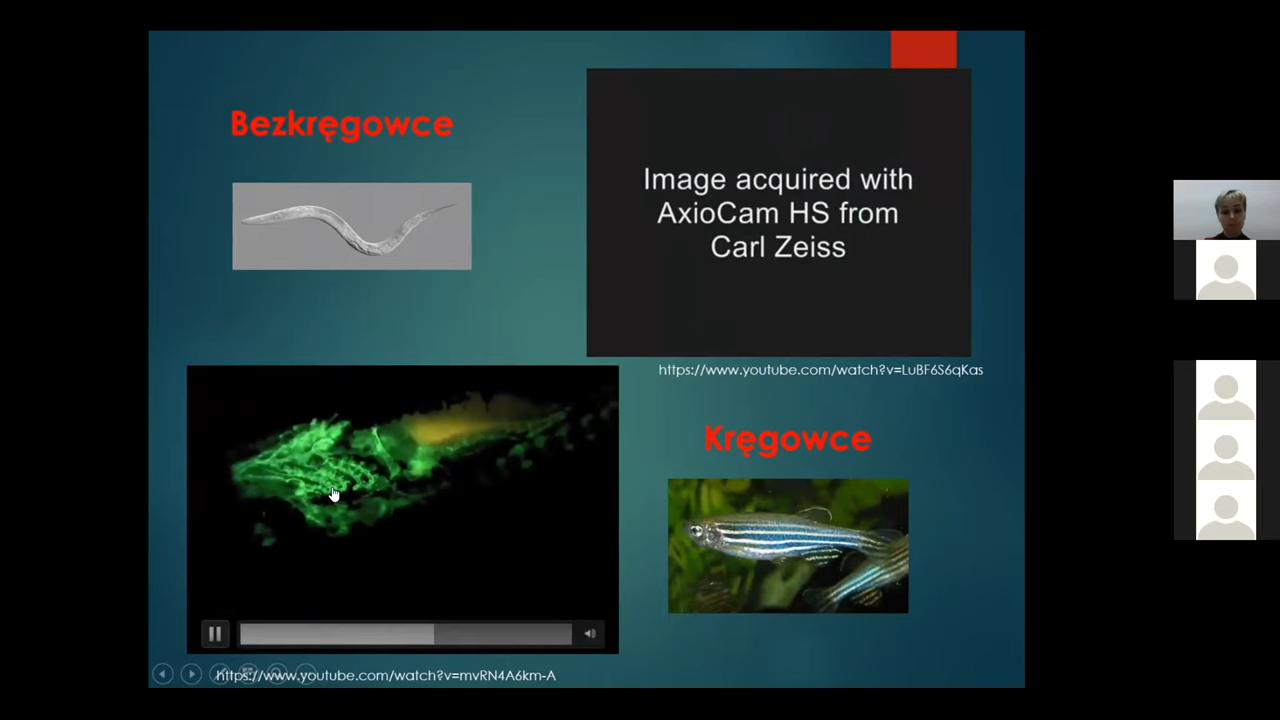 Bezkręgowce
Image acquired with
AxioCam HS from
Carl Zeiss
https://www.youtube.com/watch?v=LuBF6S6qKas
Kręgowce
https://www.youtube.com/watch?v=mvRN4A6km-A